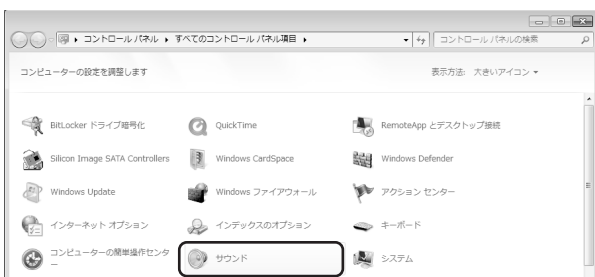 コントロール パネル ▸ すべてのコントロール パネル項目 ▸ コントロール パネルの検索
コンピューターの設定を調整します 表示方法: 大きいアイコン ▾
BitLocker ドライブ暗号化 QuickTime RemoteApp とデスクトップ接続
Silicon Image SATA Controllers Windows CardSpace Windows Defender
Windows Update Windows ファイアウォール アクション センター
インターネット オプション インデックスのオプション キーボード
コンピューターの簡単操作センター サウンド システム